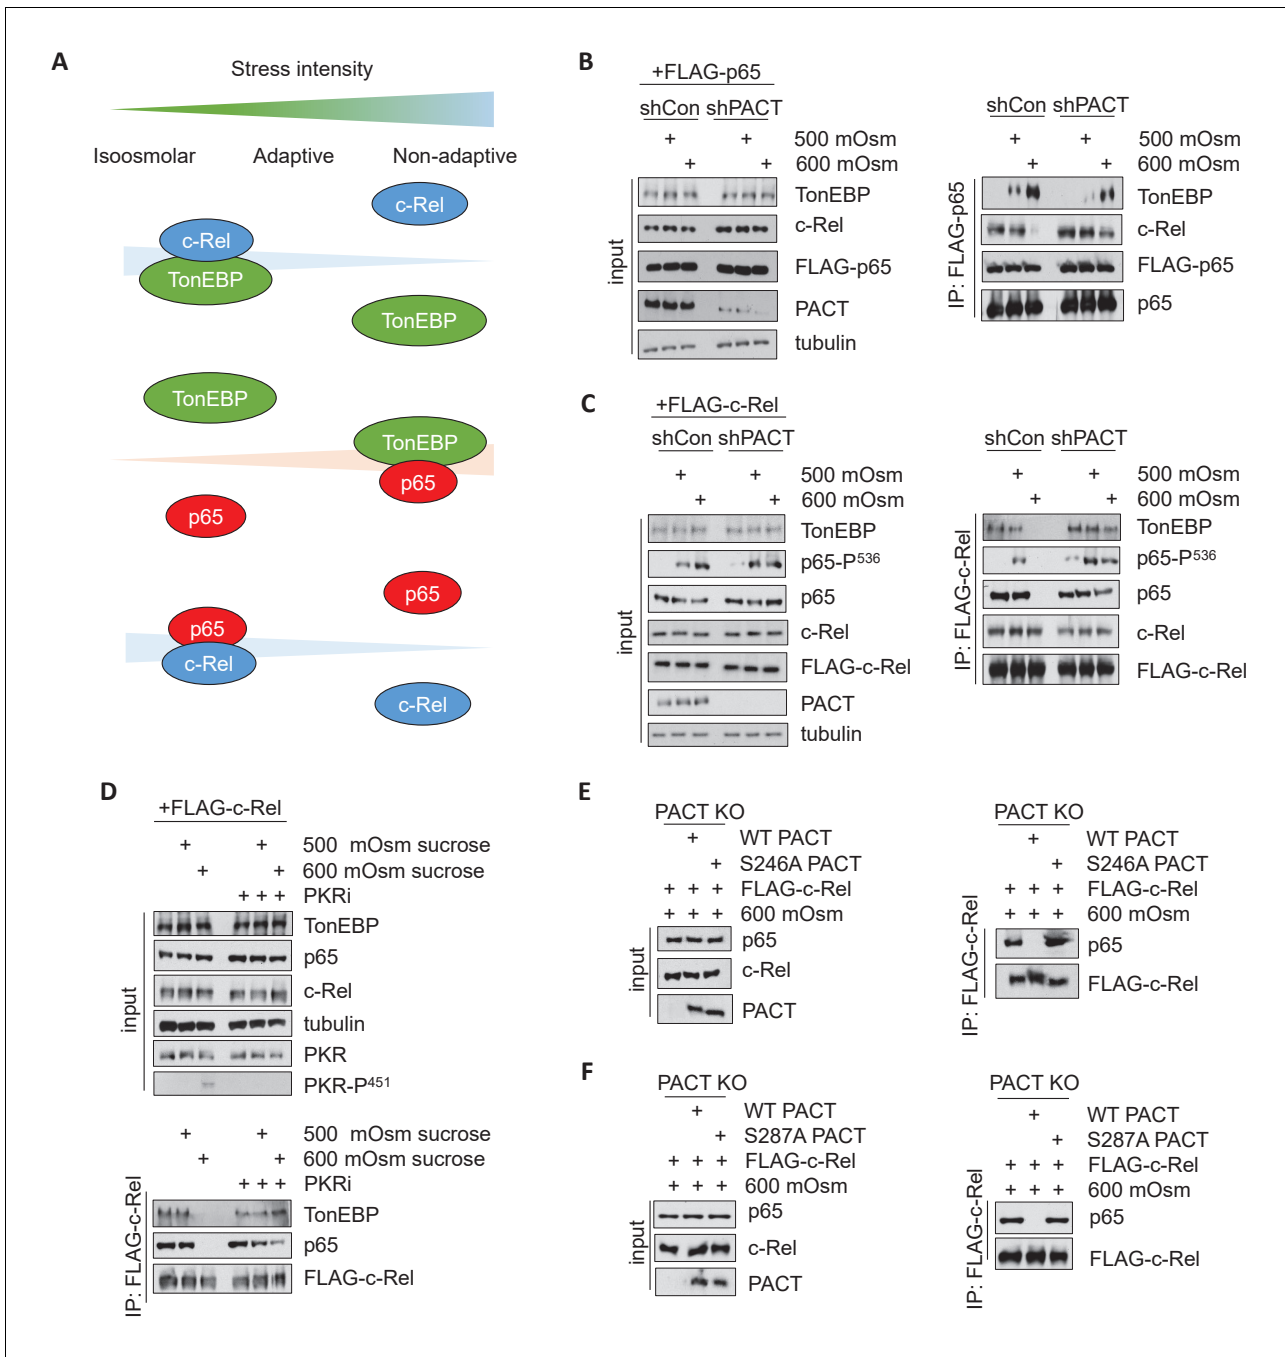 A
Stress intensity
Isoosmolar Adaptive Non-adaptive
c-Rel
c-Rel
TonEBP
TonEBP
TonEBP
TonEBP
p65
p65
p65
p65
c-Rel
c-Rel
B
+FLAG-p65
shCon shPACT
+ + 500 mOsm
+ + 600 mOsm
input
TonEBP
c-Rel
FLAG-p65
PACT
tubulin
shCon shPACT
+ + 500 mOsm
+ + 600 mOsm
IP: FLAG-p65
TonEBP
c-Rel
FLAG-p65
p65
C
+FLAG-c-Rel
shCon shPACT
+ + 500 mOsm
+ + 600 mOsm
input
TonEBP
p65-P536
p65
c-Rel
FLAG-c-Rel
PACT
tubulin
shCon shPACT
+ + 500 mOsm
+ + 600 mOsm
IP: FLAG-c-Rel
TonEBP
p65-P536
p65
c-Rel
FLAG-c-Rel
D
+FLAG-c-Rel
+ + 500 mOsm sucrose
+ + 600 mOsm sucrose
+ + + PKRi
input
TonEBP
p65
c-Rel
tubulin
PKR
PKR-P451
+ + 500 mOsm sucrose
+ + 600 mOsm sucrose
+ + + PKRi
IP: FLAG-c-Rel
TonEBP
p65
FLAG-c-Rel
E
PACT KO
+ WT PACT
+ S246A PACT
+ + + FLAG-c-Rel
+ + + 600 mOsm
input
p65
c-Rel
PACT
PACT KO
+ WT PACT
+ S246A PACT
+ + + FLAG-c-Rel
+ + + 600 mOsm
IP: FLAG-c-Rel
p65
FLAG-c-Rel
F
PACT KO
+ WT PACT
+ S287A PACT
+ + + FLAG-c-Rel
+ + + 600 mOsm
input
p65
c-Rel
PACT
PACT KO
+ WT PACT
+ S287A PACT
+ + + FLAG-c-Rel
+ + + 600 mOsm
IP: FLAG-c-Rel
p65
FLAG-c-Rel